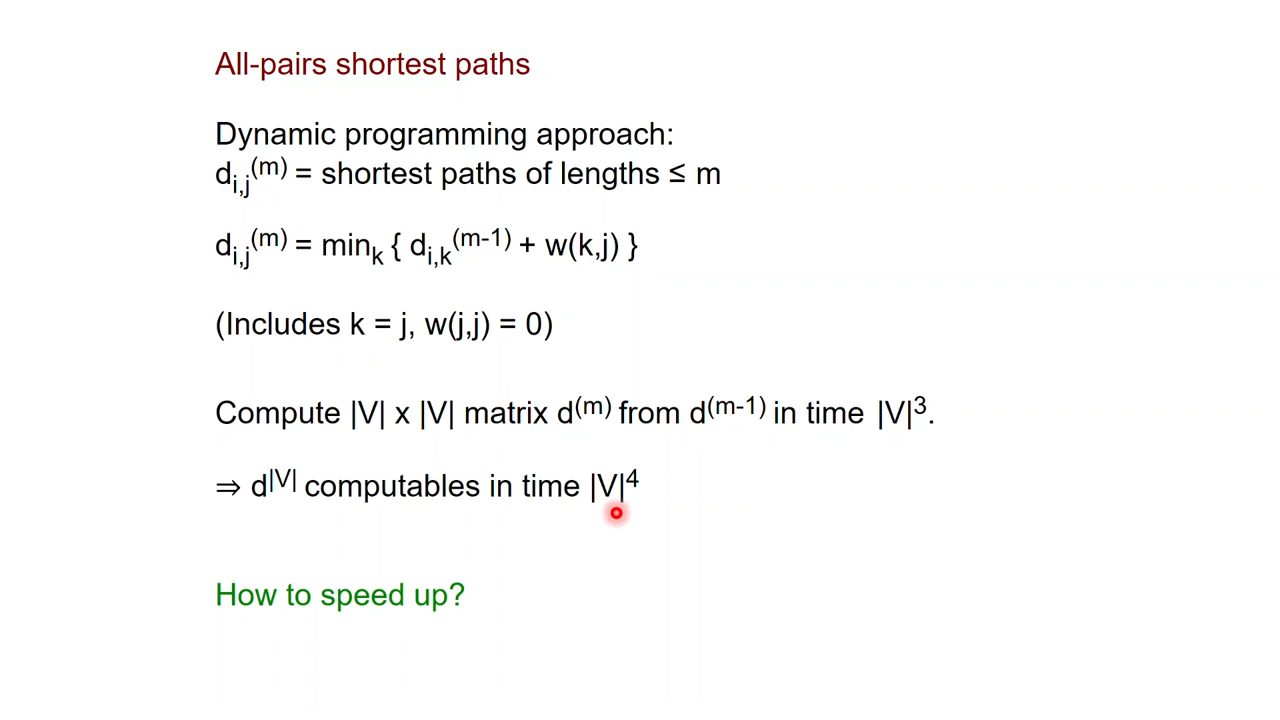 All-pairs shortest paths
Dynamic programming approach:
d_{i,j}^{(m)} = shortest paths of lengths ≤ m
d_{i,j}^{(m)} = min_k { d_{i,k}^{(m-1)} + w(k,j) }
(Includes k = j, w(j,j) = 0)
Compute |V| x |V| matrix d^{(m)} from d^{(m-1)} in time |V|^3.
⇒ d^{|V|} computables in time |V|^4
How to speed up?